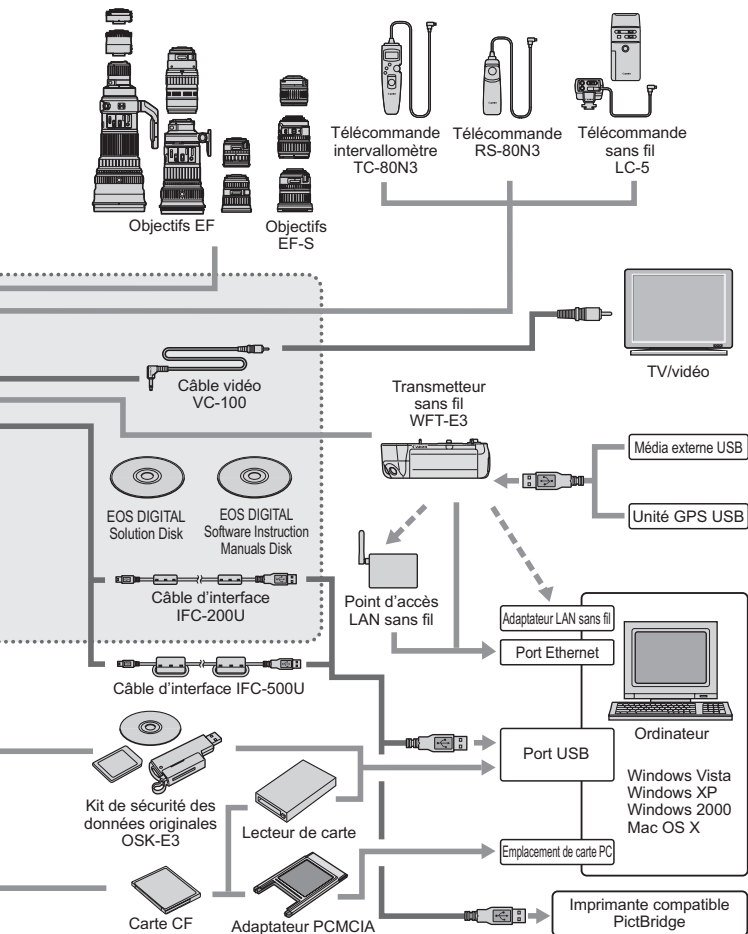 Télécommande
intervallomètre
TC-80N3
Télécommande
RS-80N3
Télécommande
sans fil
LC-5
Objectifs EF
Objectifs
EF-S
TV/vidéo
Câble vidéo
VC-100
Transmetteur
sans fil
WFT-E3
Canon
Média externe USB
Unité GPS USB
EOS DIGITAL
Solution Disk
EOS DIGITAL
Software Instruction
Manuals Disk
Câble d'interface
IFC-200U
Point d'accès
LAN sans fil
Adaptateur LAN sans fil
Port Ethernet
Câble d'interface IFC-500U
Ordinateur
Port USB
Windows Vista
Windows XP
Windows 2000
Mac OS X
Kit de sécurité des
données originales
OSK-E3
Lecteur de carte
Emplacement de carte PC
Carte CF
Adaptateur PCMCIA
Imprimante compatible
PictBridge